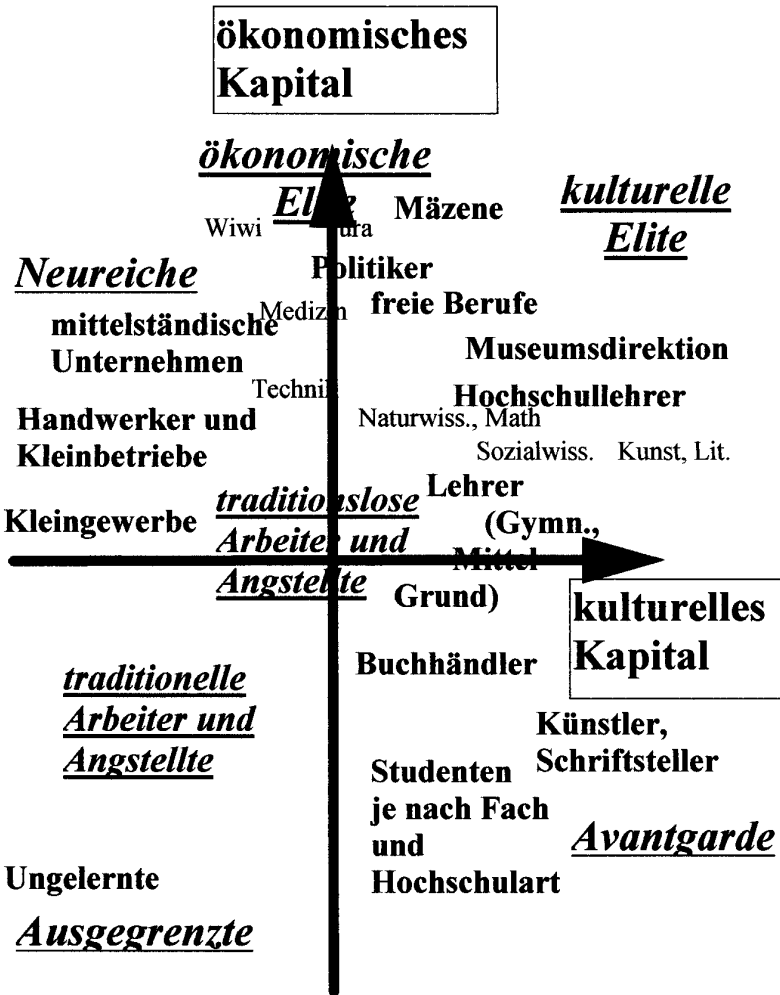 ökonomisches
Kapital
ökonomische
Elite
Mäzene
kulturelle
Elite
Wiwi
Jura
Neureiche
Politiker
mittelständische
Unternehmen
Medizin
freie Berufe
Museumsdirektion
Technik
Hochschullehrer
Handwerker und
Kleinbetriebe
Naturwiss., Math
Sozialwiss.
Kunst, Lit.
Kleingewerbe
traditionslose
Arbeiter und
Angstellte
Lehrer
(Gymn.,
Mittel
Grund)
kulturelles
Kapital
Buchhändler
traditionelle
Arbeiter und
Angstellte
Künstler,
Schriftsteller
Studenten
je nach Fach
und
Hochschulart
Avantgarde
Ungelernte
Ausgegrenzte